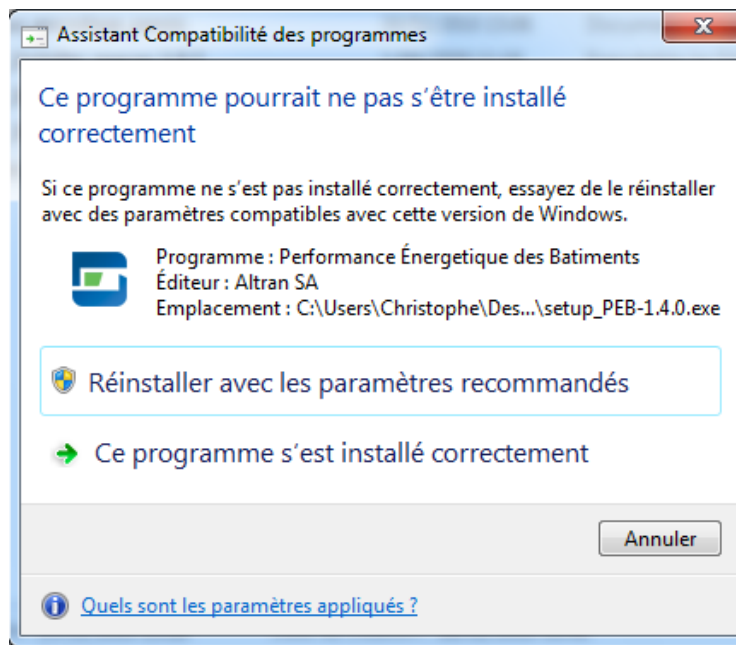 Assistant Compatibilité des programmes
Ce programme pourrait ne pas s'être installé
correctement
Si ce programme ne s'est pas installé correctement, essayez de le réinstaller
avec des paramètres compatibles avec cette version de Windows.
Programme : Performance Énergetique des Batiments
Éditeur : Altran SA
Emplacement : C:\Users\Christophe\Des...\setup_PEB-1.4.0.exe
Réinstaller avec les paramètres recommandés
Ce programme s'est installé correctement
Annuler
Quels sont les paramètres appliqués ?